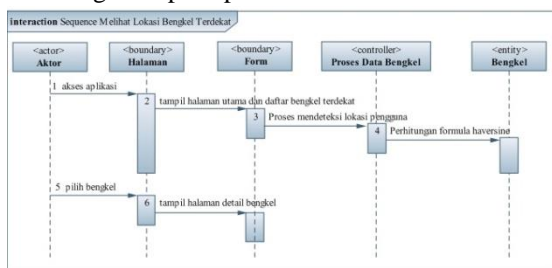 interaction Sequence Melihat Lokasi Bengkel Terdekat
<actor>
Aktor
<boundary>
Halaman
<boundary>
Form
<controller>
Proses Data Bengkel
<entity>
Bengkel
1 akses aplikasi
2 tampil halaman utama dan daftar bengkel terdekat
3 Proses mendeteksi lokasi pengguna
4 Perhitungan formula haversine
5 pilih bengkel
6 tampil halaman detail bengkel